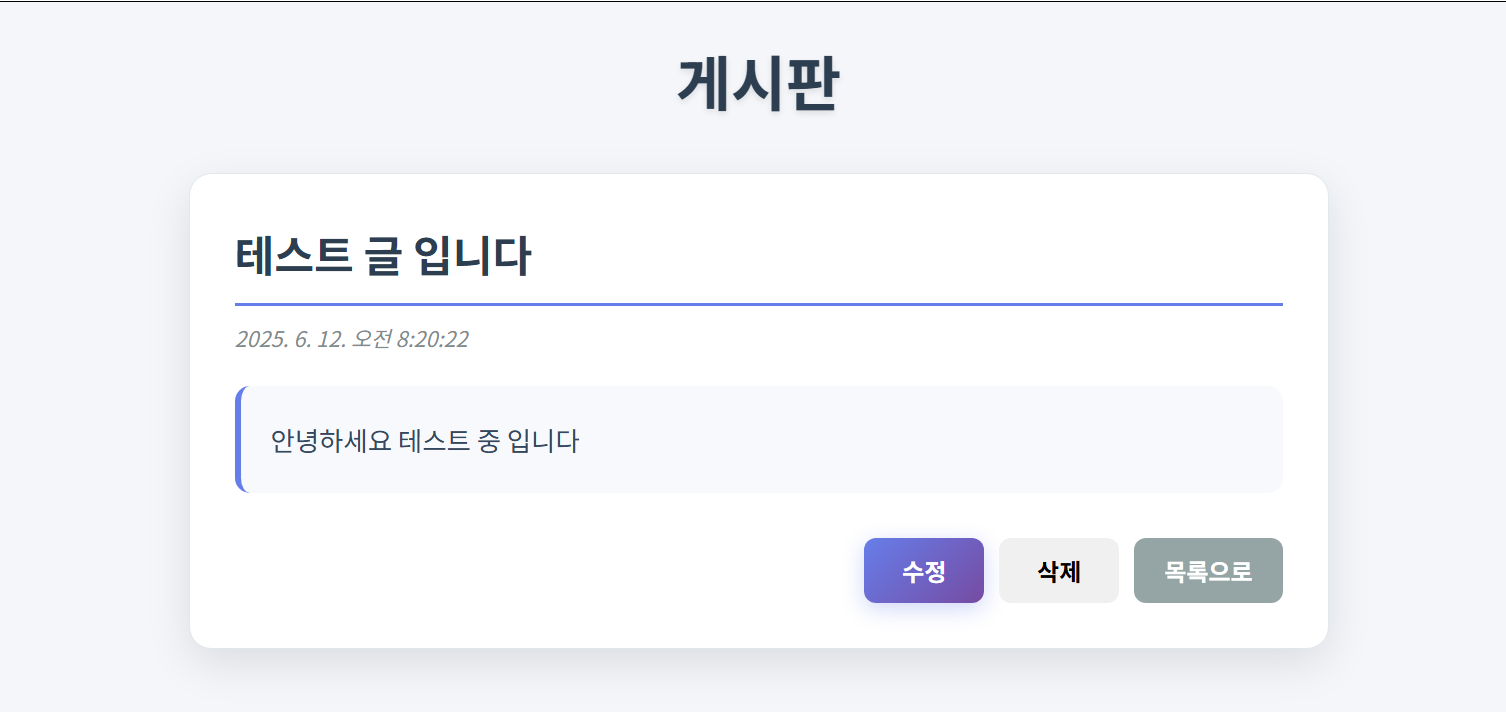 게시판
테스트 글 입니다
2025. 6. 12. 오전 8:20:22
안녕하세요 테스트 중 입니다
수정 삭제 목록으로